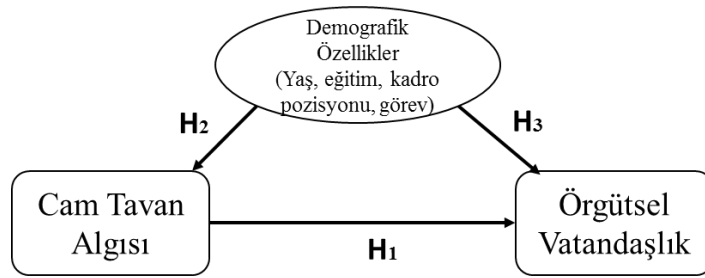 Demografik
Özellikler
(Yaş, eğitim, kadro
pozisyonu, görev)
H2
H3
Cam Tavan
Algısı
H1
Örgütsel
Vatandaşlık